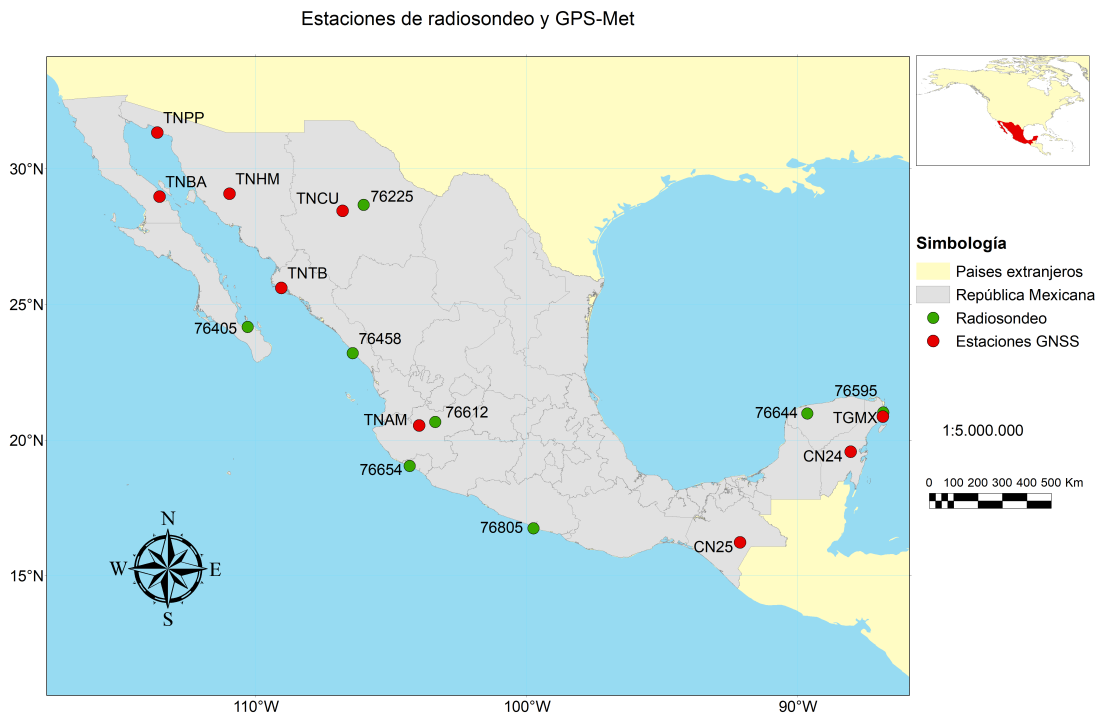 Estaciones de radiosondeo y GPS-Met
TNPP
30°N
TNBA
TNHM
TNCU
76225
TNTB
25°N
76405
76458
76595
TNAM
76612
76644
TGMX
20°N
76654
CN24
76805
CN25
N
W
E
S
15°N
110°W
100°W
90°W
Simbología
Paises extranjeros
República Mexicana
Radiosondeo
Estaciones GNSS
1:5.000.000
0 100 200 300 400 500 Km